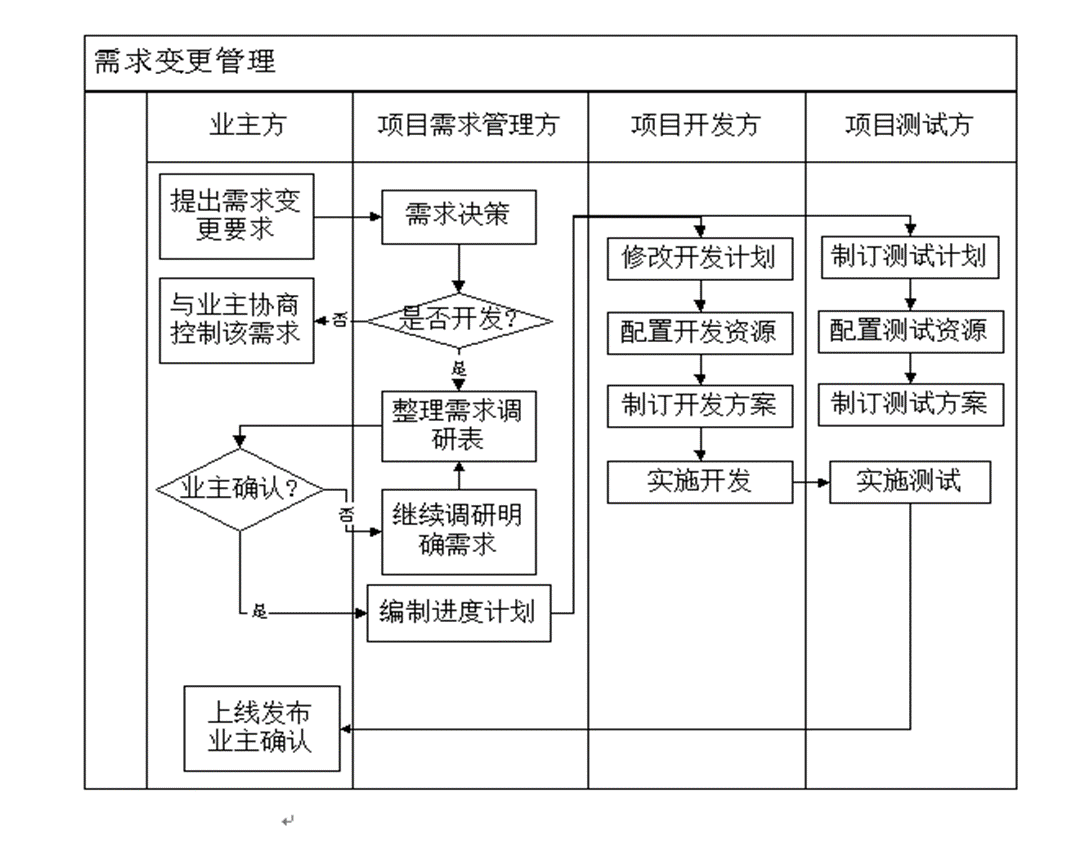 需求变更管理
业主方
项目需求管理方
项目开发方
项目测试方
提出需求变
更要求
需求决策
修改开发计划
制订测试计划
与业主协商
控制该需求
否
是否开发?
配置开发资源
配置测试资源
是
整理需求调
研表
制订开发方案
制订测试方案
业主确认?
否
继续调研明
确需求
实施开发
实施测试
是
编制进度计划
上线发布
业主确认